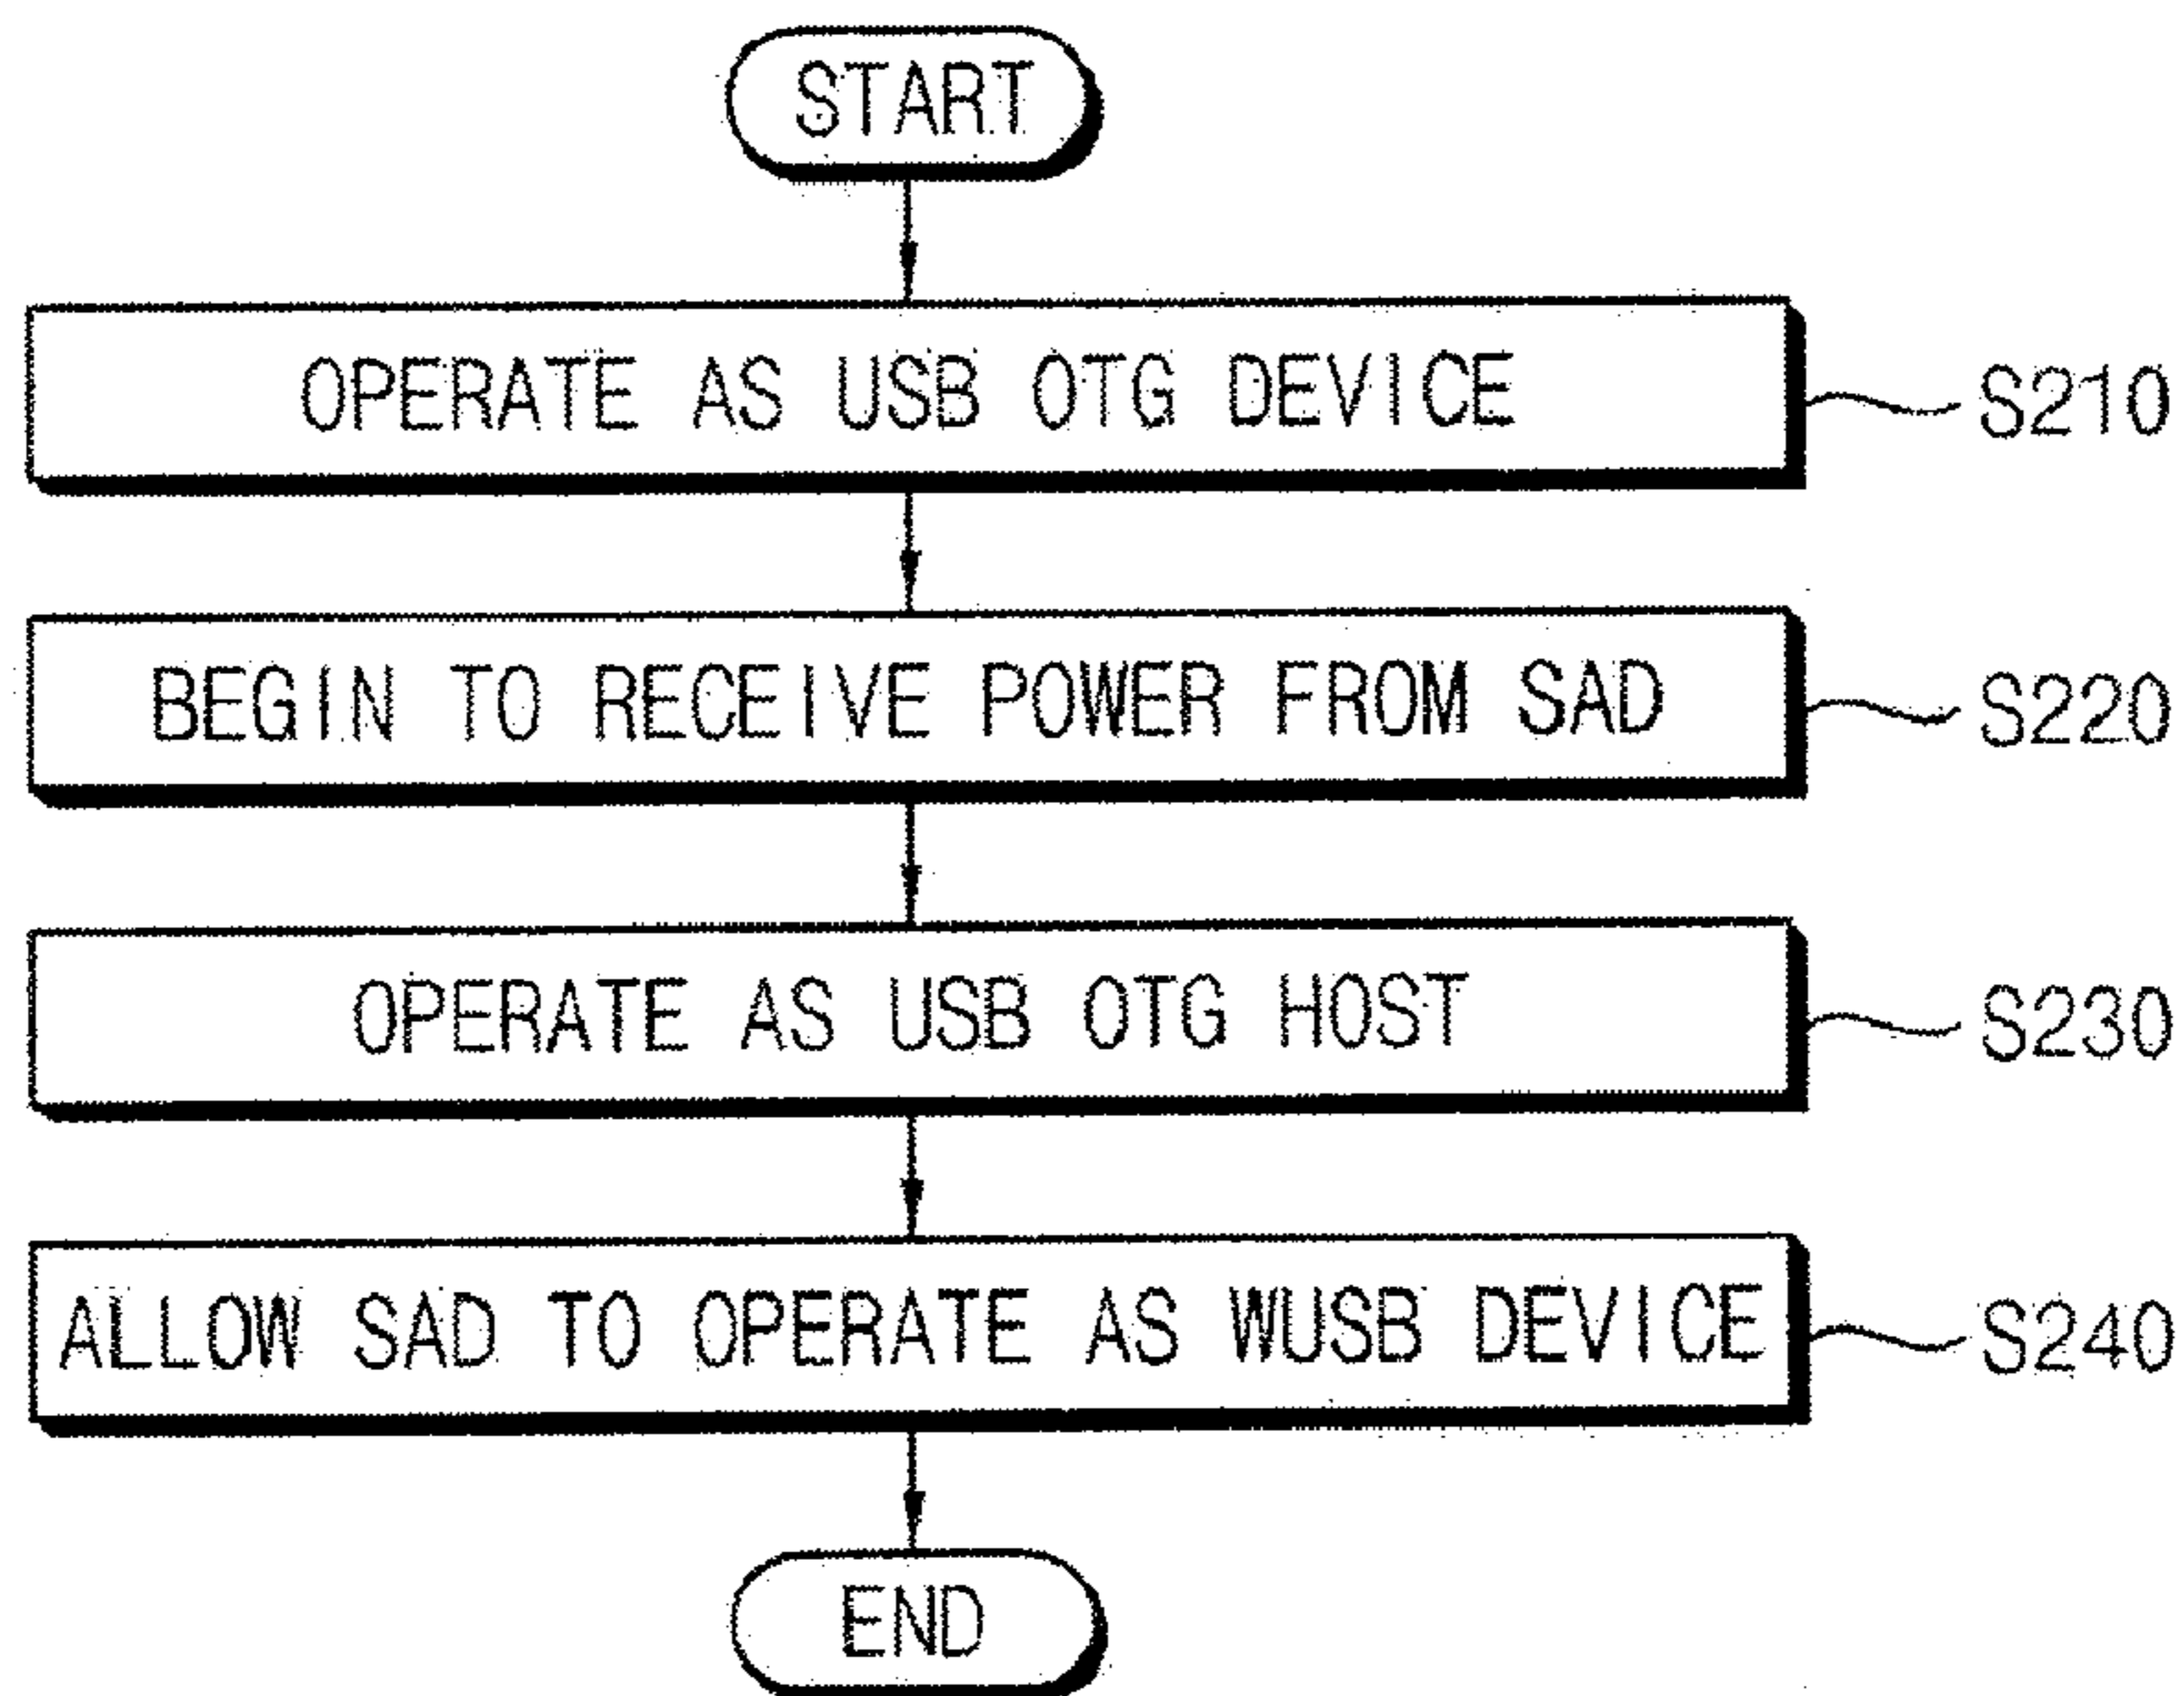 START
OPERATE AS USB OTG DEVICE
S210
BEGIN TO RECEIVE POWER FROM SAD
S220
OPERATE AS USB OTG HOST
S230
ALLOW SAD TO OPERATE AS WUSB DEVICE
S240
END